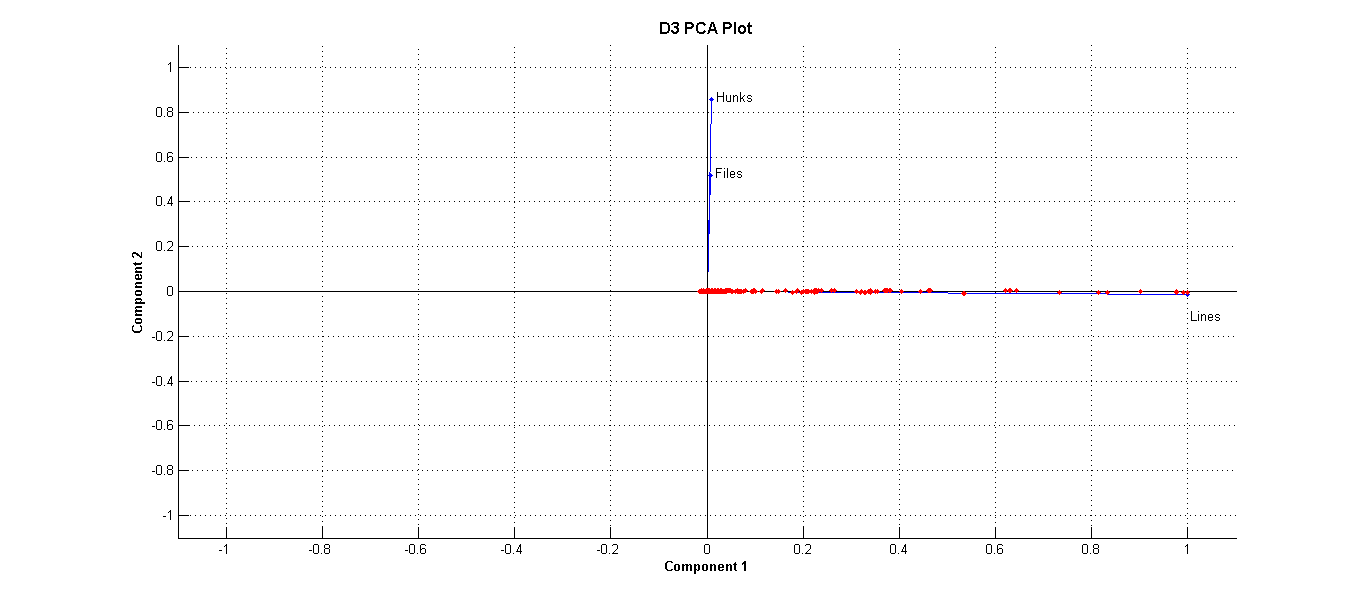 D3 PCA Plot
1
Hunks
0.8
0.6
Files
0.4
0.2
Component 2
0
Lines
-0.2
-0.4
-0.6
-0.8
-1
-1 -0.8 -0.6 -0.4 -0.2 0 0.2 0.4 0.6 0.8 1
Component 1